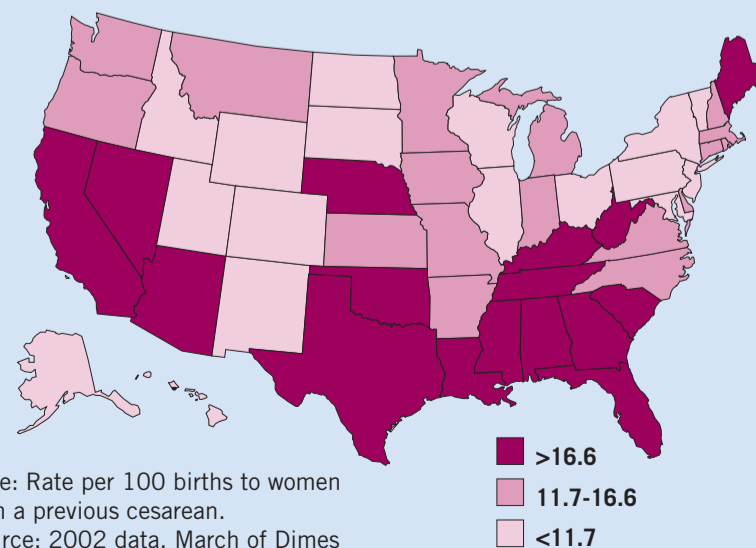 >16.6
11.7-16.6
<11.7
e: Rate per 100 births to women
a previous cesarean.
rce: 2002 data, March of Dimes